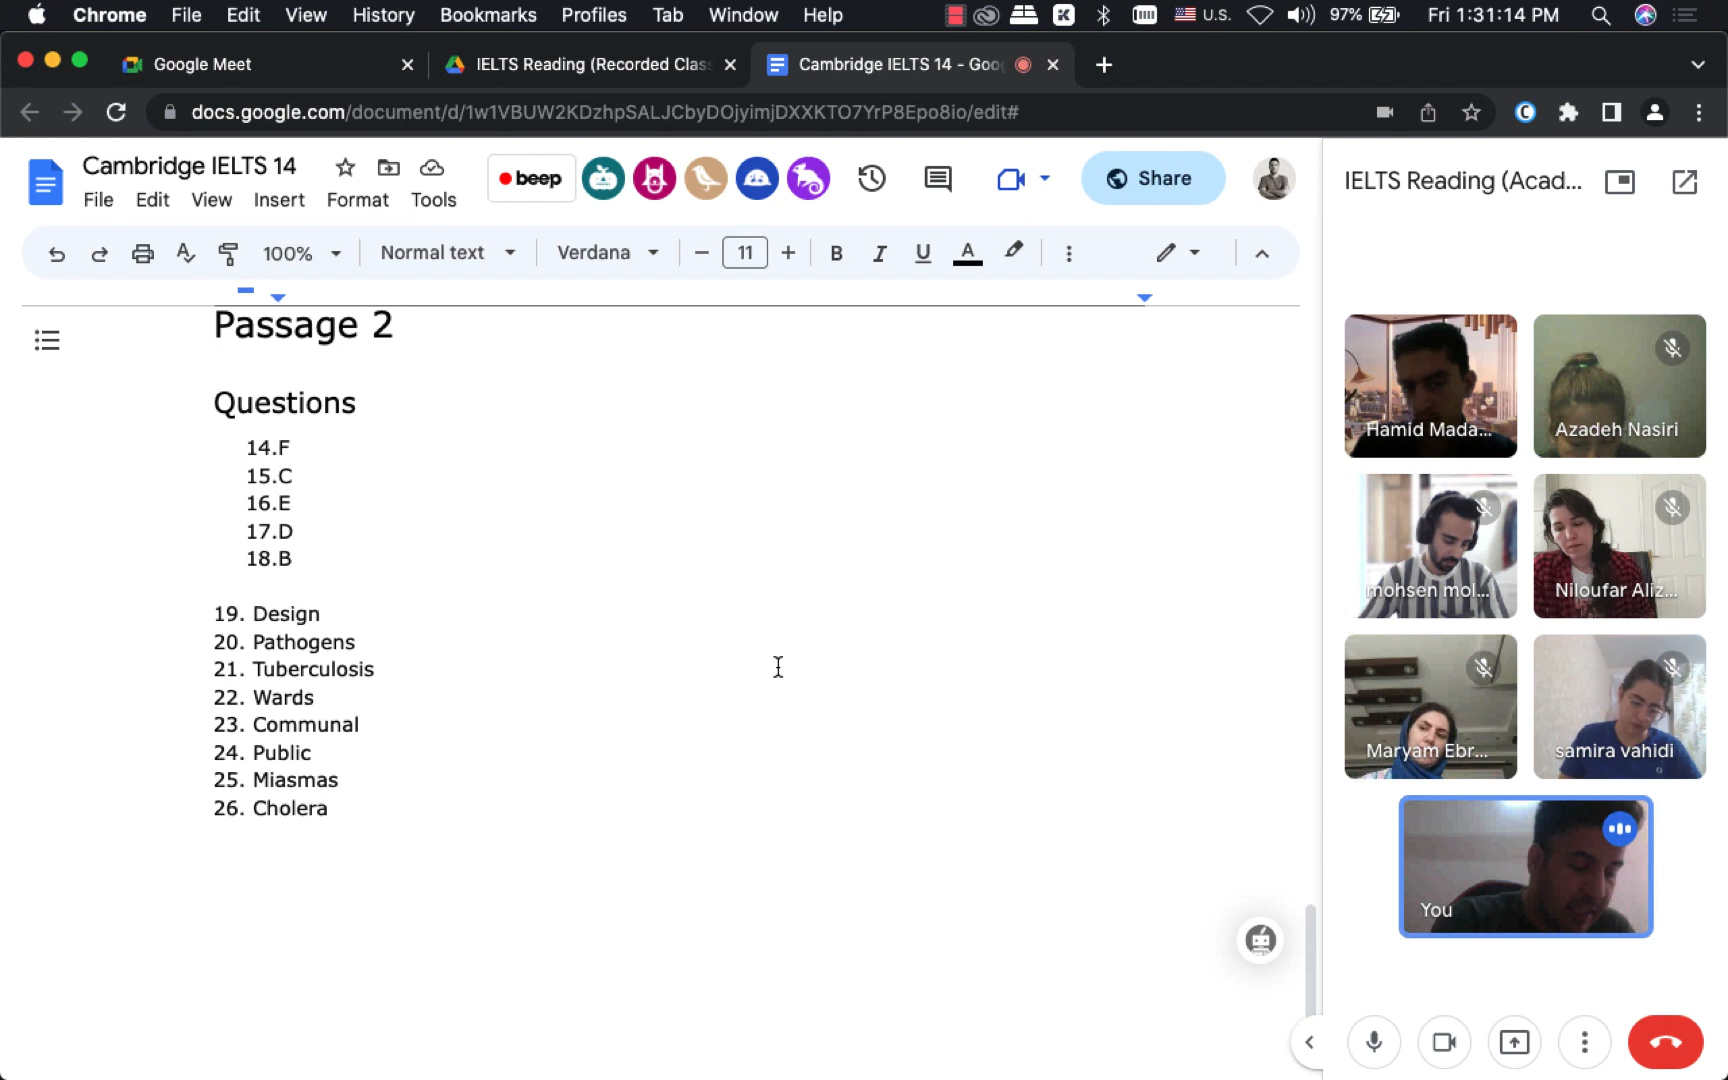 Chrome File Edit View History Bookmarks Profiles Tab Window Help U.S. 97% Fri 1:31:14 PM
Google Meet IELTS Reading (Recorded Clas Cambridge IELTS 14 - Goo
docs.google.com/document/d/1w1VBUW2KDzhpSALJCbyDOjyimjDXXKTO7YrP8Epo8io/edit#
Cambridge IELTS 14
File Edit View Insert Format Tools
beep
Share
IELTS Reading (Acad...
100% Normal text Verdana 11 B I U A
Passage 2
Questions
14.F
15.C
16.E
17.D
18.B
19. Design
20. Pathogens
21. Tuberculosis
22. Wards
23. Communal
24. Public
25. Miasmas
26. Cholera
Hamid Mada...
Azadeh Nasiri
mohsen mol...
Niloufar Aliz...
Maryam Ebr...
samira vahidi
You